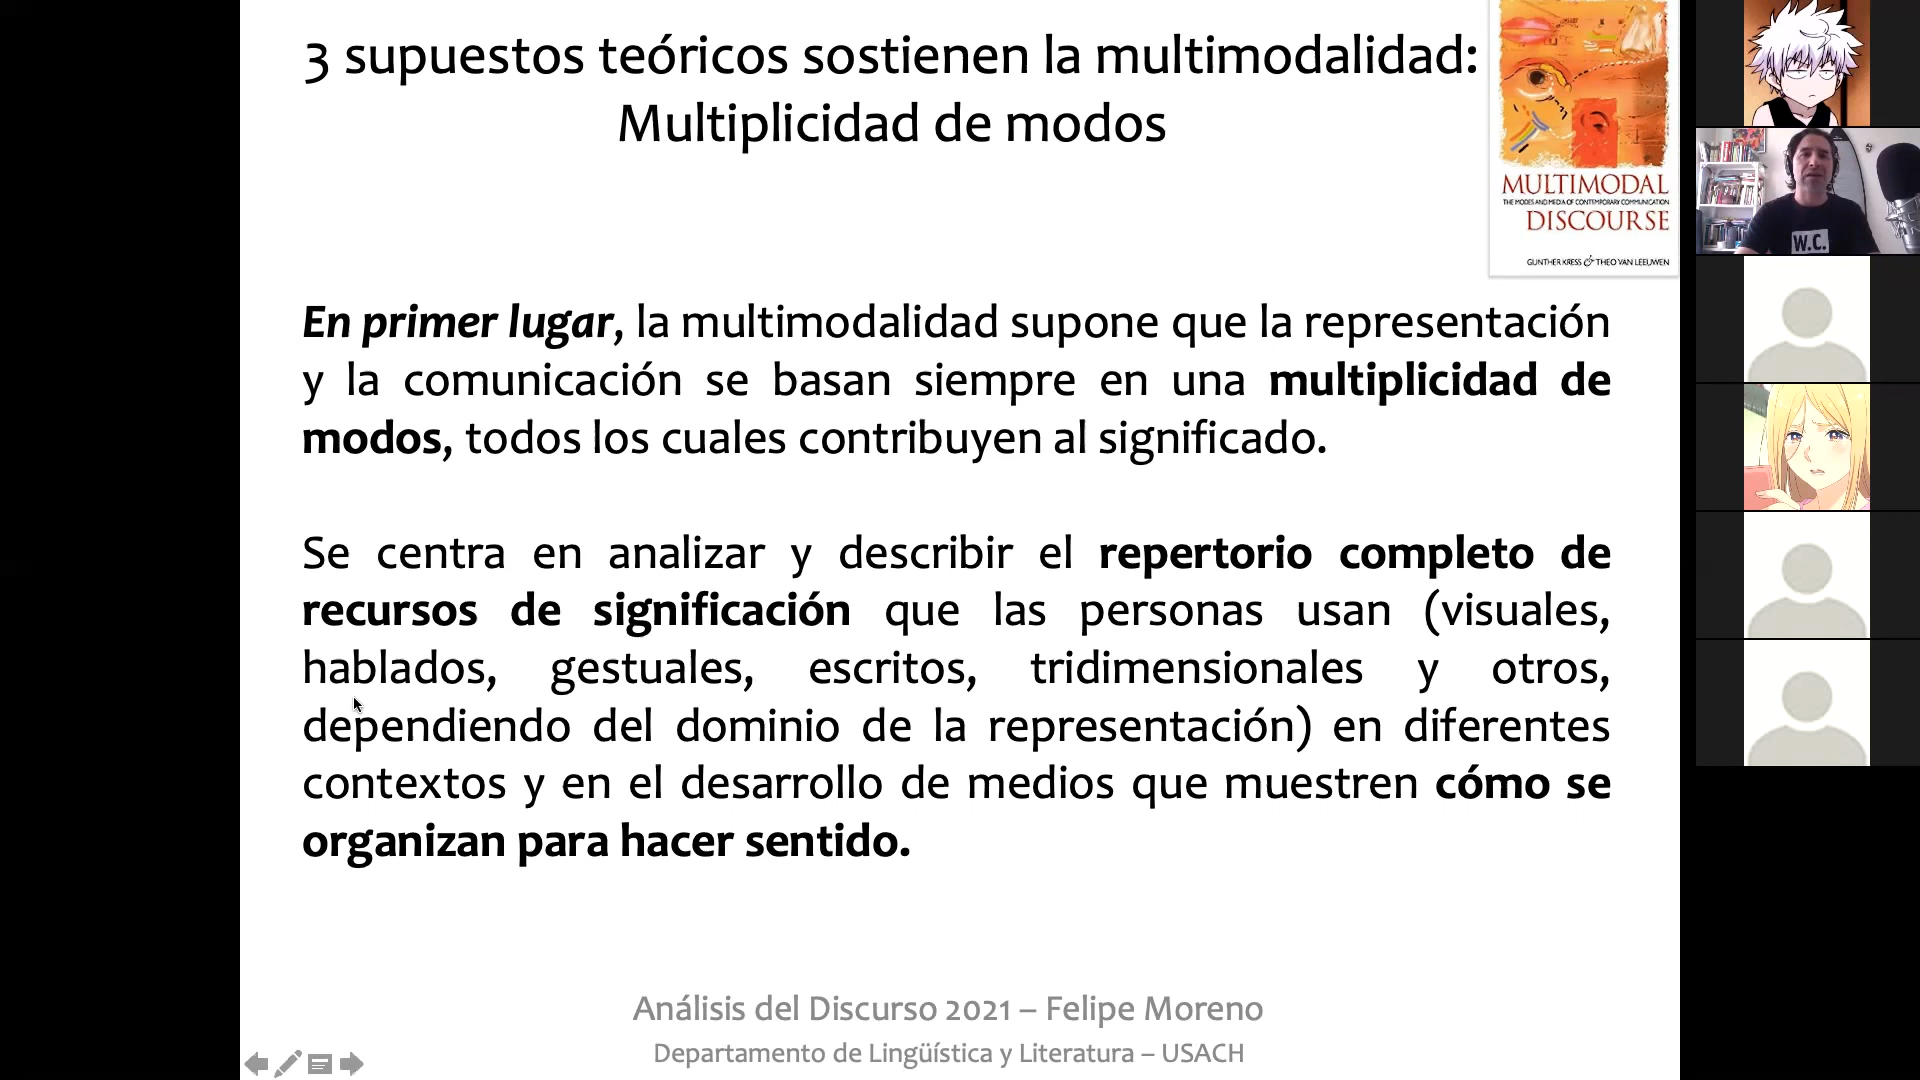 3 supuestos teóricos sostienen la multimodalidad:
Multiplicidad de modos
MULTIMODAL
THE MODES AND MEDIA OF CONTEMPORARY COMMUNICATION
DISCOURSE
GUNTHER KRESS & THEO VAN LEEUWEN
W.C.
En primer lugar, la multimodalidad supone que la representación
y la comunicación se basan siempre en una multiplicidad de
modos, todos los cuales contribuyen al significado.
Se centra en analizar y describir el repertorio completo de
recursos de significación que las personas usan (visuales,
hablados, gestuales, escritos, tridimensionales y otros,
dependiendo del dominio de la representación) en diferentes
contextos y en el desarrollo de medios que muestren cómo se
organizan para hacer sentido.
Análisis del Discurso 2021 – Felipe Moreno
Departamento de Lingüística y Literatura – USACH